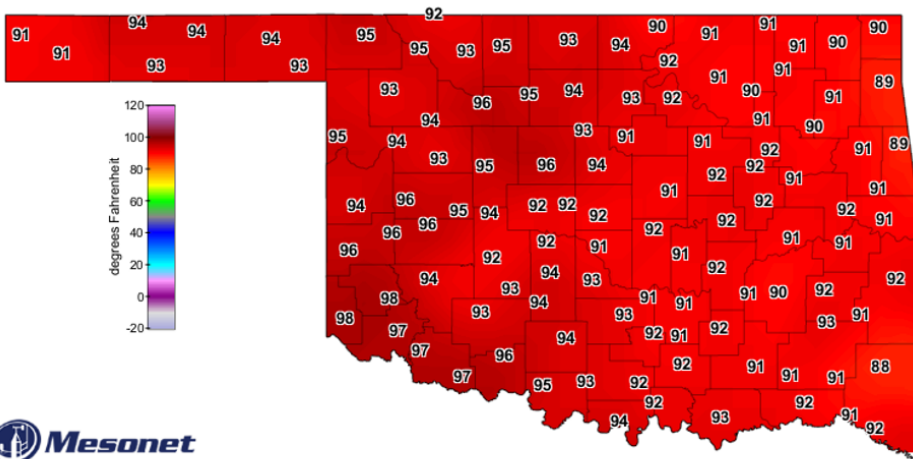 92
91 94 94 94 95 95 93 95 93 94 90 91 91 91 90 90
91 93 93 92 91 91 89
93 96 95 94 93 92 90 91
94 91 90
95 94 93 91 91 92 91 89
93 95 96 94 92 92 91
94 96 95 94 92 92 92 91 92 91
96 96 92 92 92 91
96 92 92 91 91 91 91
94 94 93 92 92
98 93 91 91 91 90 92
98 93 94 93 93 91
97 94 92 91 92
97 96 92 91 91 91 88
97 95 93 92
94 92 93 92 91 92
120
100
80
60
40
20
0
-20
degrees Fahrenheit
Mesonet